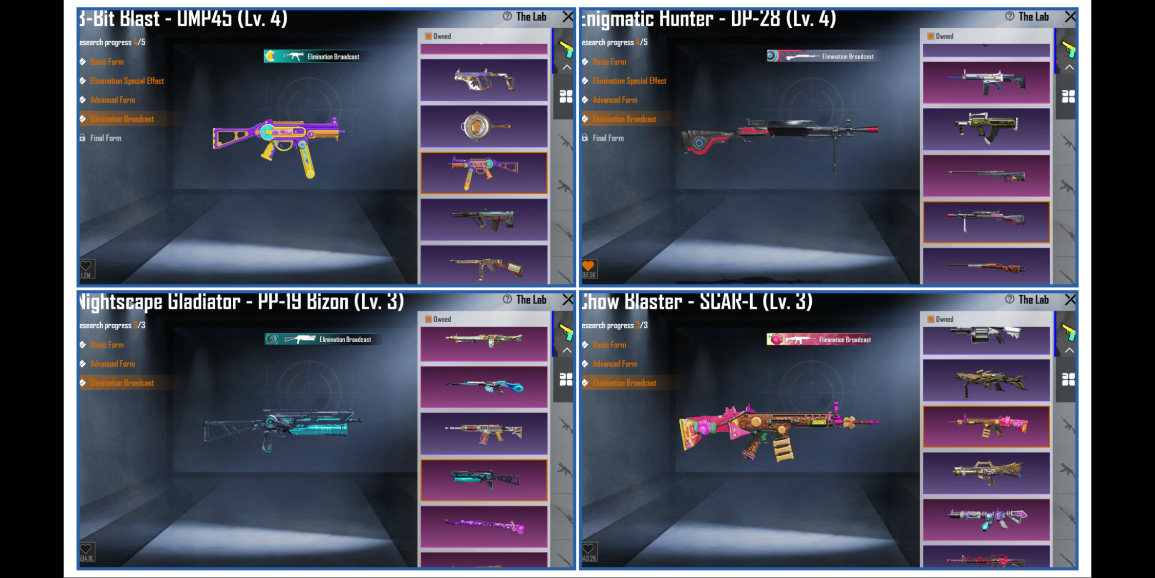 3-Bit Blast - UMP45 (Lv. 4)
The Lab
esearch progress 4/5
Basic Form
Elimination Special Effect
Advanced Form
Elimination Broadcast
Final Form
Elimination Broadcast
Owned
1.2M
nigmatic Hunter - DP-28 (Lv. 4)
The Lab
esearch progress 4/5
Basic Form
Elimination Special Effect
Advanced Form
Elimination Broadcast
Final Form
Elimination Broadcast
Owned
Nightscape Gladiator - PP-19 Bizon (Lv. 3)
The Lab
esearch progress 3/3
Basic Form
Advanced Form
Elimination Broadcast
Elimination Broadcast
Owned
Chow Blaster - SCAR-L (Lv. 3)
The Lab
esearch progress 3/3
Basic Form
Advanced Form
Elimination Broadcast
Elimination Broadcast
Owned